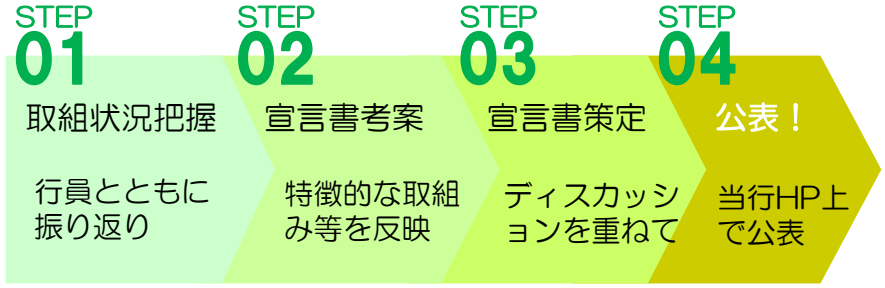 STEP
01
取組状況把握
行員とともに
振り返り
STEP
02
宣言書考案
特徴的な取組
み等を反映
STEP
03
宣言書策定
ディスカッシ
ョンを重ねて
STEP
04
公表！
当行HP上
で公表